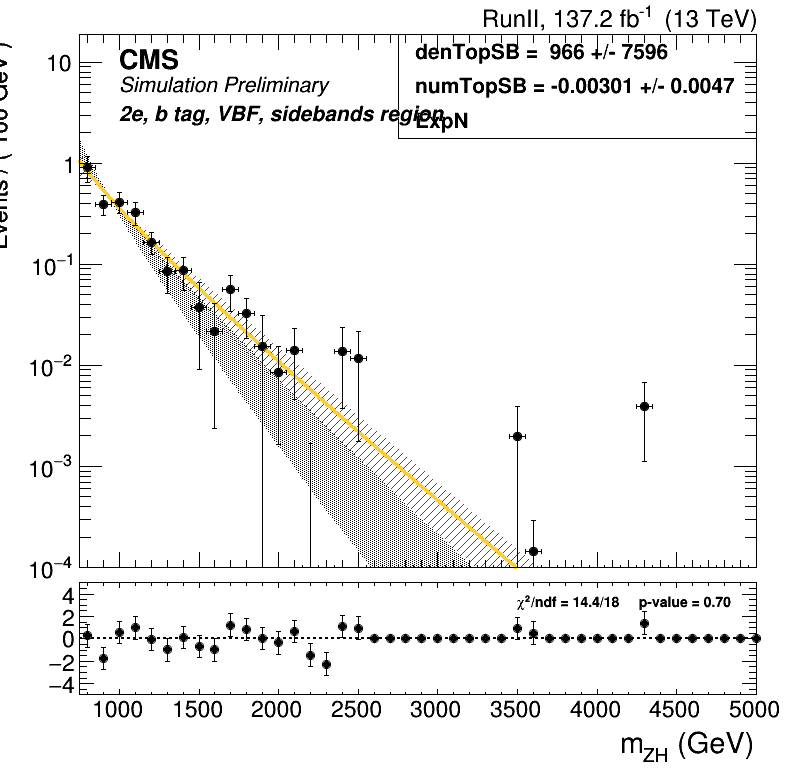 RunII, 137.2 fb⁻¹ (13 TeV)
CMS
Simulation Preliminary
2e, b tag, VBF, sidebands region
denTopSB = 966 +/- 7596
numTopSB = -0.00301 +/- 0.0047
ExpN
Events / ( 100 GeV )
10
1
10⁻¹
10⁻²
10⁻³
10⁻⁴
χ²/ndf = 14.4/18 p-value = 0.70
4
2
0
−2
−4
1000 1500 2000 2500 3000 3500 4000 4500 5000
m_ZH (GeV)